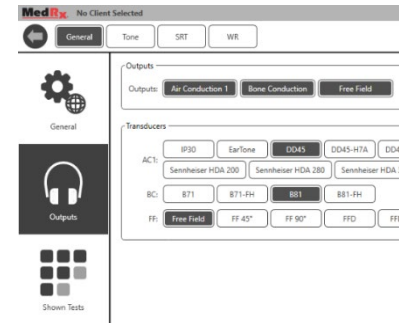 MedRx No Client Selected
General Tone SRT WR
Outputs
Outputs: Air Conduction 1 Bone Conduction Free Field
General
Transducers
AC1: IP30 EarTone DD45 DD45-H7A
Sennheiser HDA 200 Sennheiser HDA 280 Sennheiser HDA
BC: B71 B71-FH B81 B81-FH
Outputs
FF: Free Field FF 45° FF 90° FFD
Shown Tests